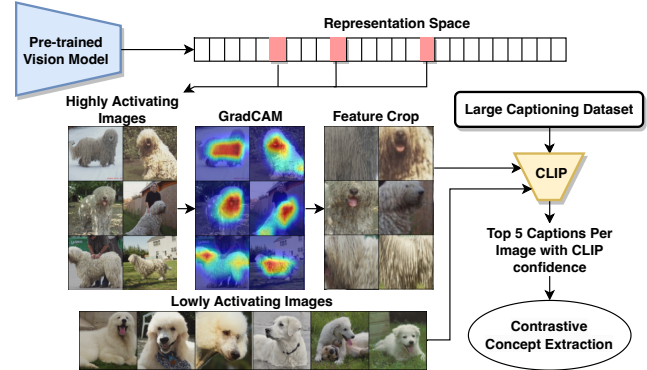 Pre-trained
Vision Model
Representation Space
Highly Activating
Images
GradCAM
Feature Crop
Large Captioning Dataset
CLIP
Top 5 Captions Per
Image with CLIP
confidence
Lowly Activating Images
Contrastive
Concept Extraction